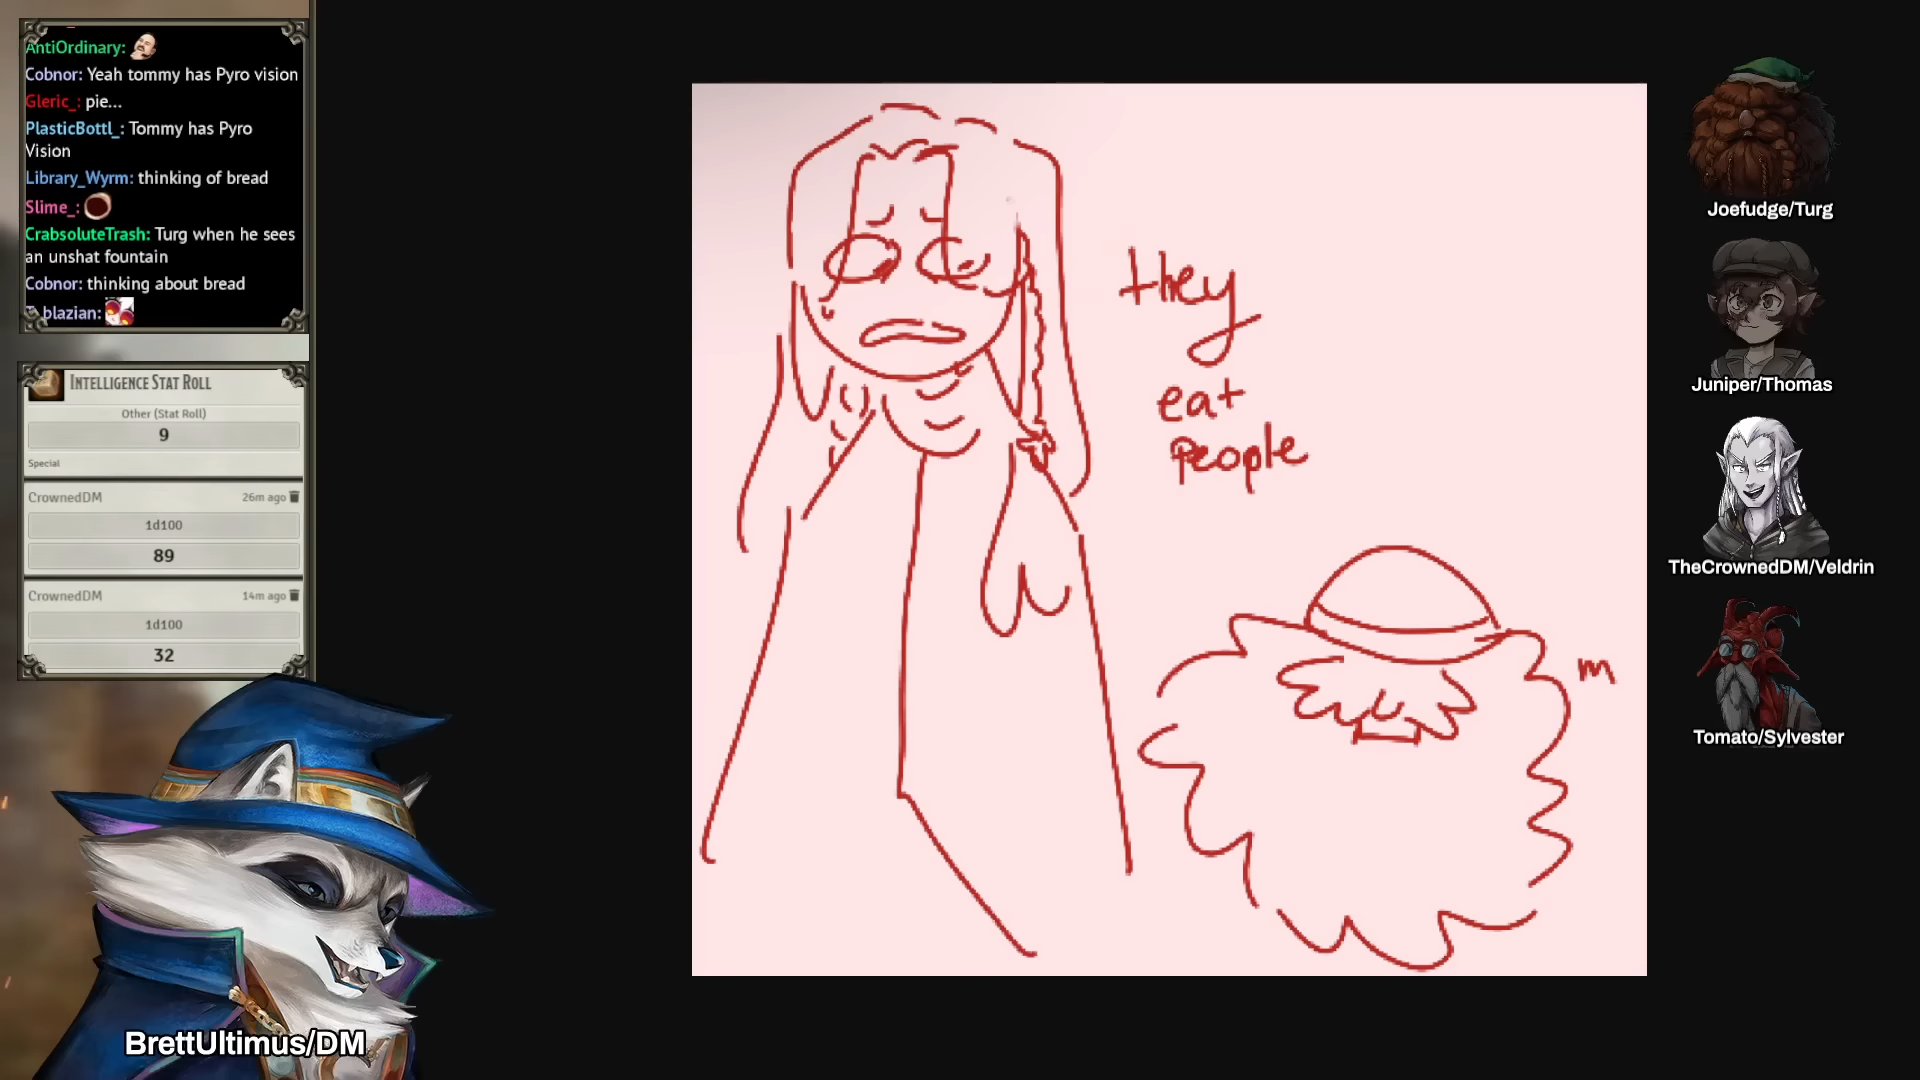 AntiOrdinary:
Cobnor: Yeah tommy has Pyro vision
Gleric_: pie...
PlasticBottl_: Tommy has Pyro
Vision
Library_Wyrm: thinking of bread
Slime_:
CrabsoluteTrash: Turg when he sees
an unshat fountain
Cobnor: thinking about bread
blazian:
INTELLIGENCE STAT ROLL
Other (Stat Roll)
9
Special
CrownedDM 26m ago
1d100
89
CrownedDM 14m ago
1d100
32
BrettUltimus/DM
they
eat
people
m
Joefudge/Turg
Juniper/Thomas
TheCrownedDM/Veldrin
Tomato/Sylvester